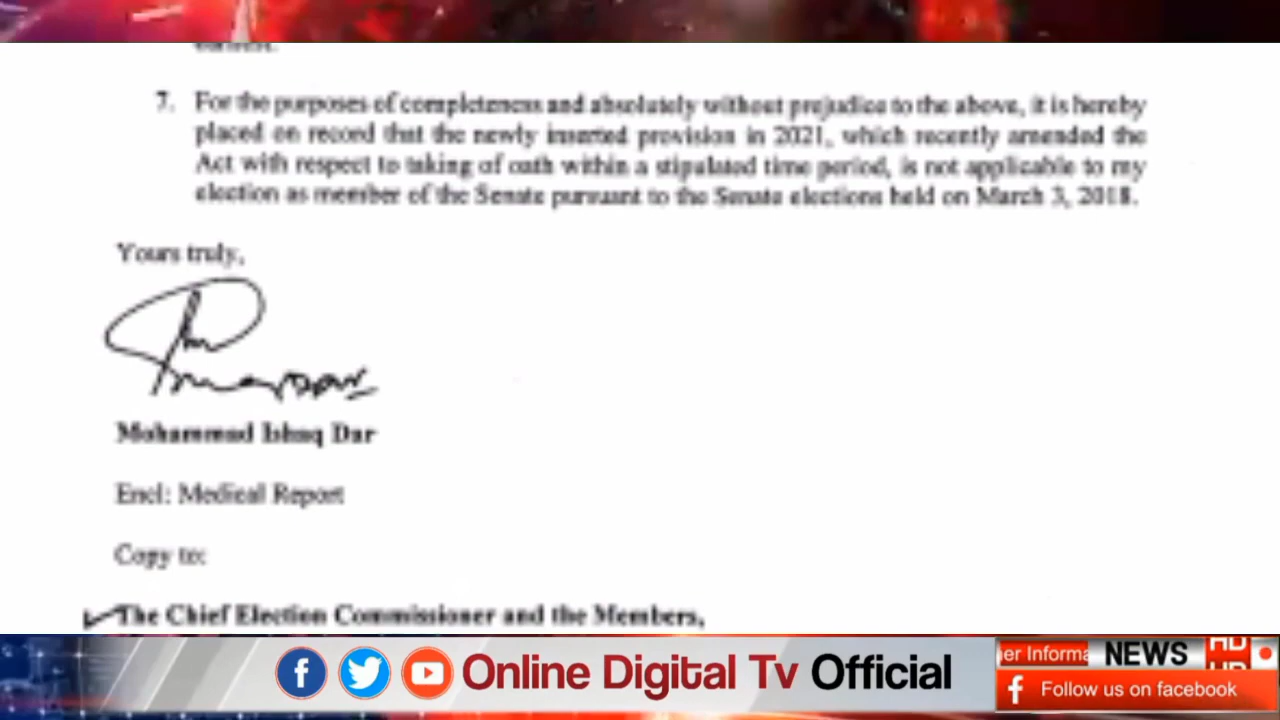 7. For the purposes of completeness and absolutely without prejudice to the above, it is hereby
placed on record that the newly inserted provision in 2021, which recently amended the
Act with respect to taking of oath within a stipulated time period, is not applicable to my
election as member of the Senate pursuant to the Senate elections held on March 3, 2018.
Yours truly,
Mohammad Ishaq Dar
Encl: Medical Report
Copy to:
The Chief Election Commissioner and the Members,
Online Digital Tv Official
er Informa NEWS HD
Follow us on facebook